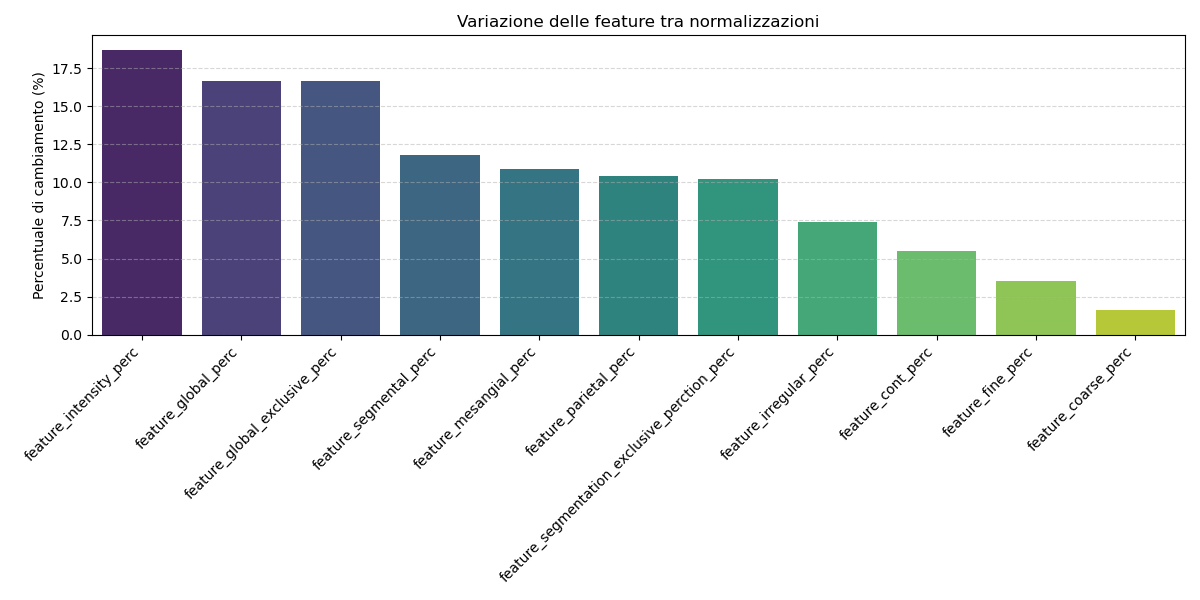 Variazione delle feature tra normalizzazioni
Percentuale di cambiamento (%)
17.5
15.0
12.5
10.0
7.5
5.0
2.5
0.0
feature_intensity_perc
feature_global_perc
feature_global_exclusive_perc
feature_segmental_perc
feature_mesangial_perc
feature_parietal_perc
feature_segmentation_exclusive_perction_perc
feature_irregular_perc
feature_cont_perc
feature_fine_perc
feature_coarse_perc